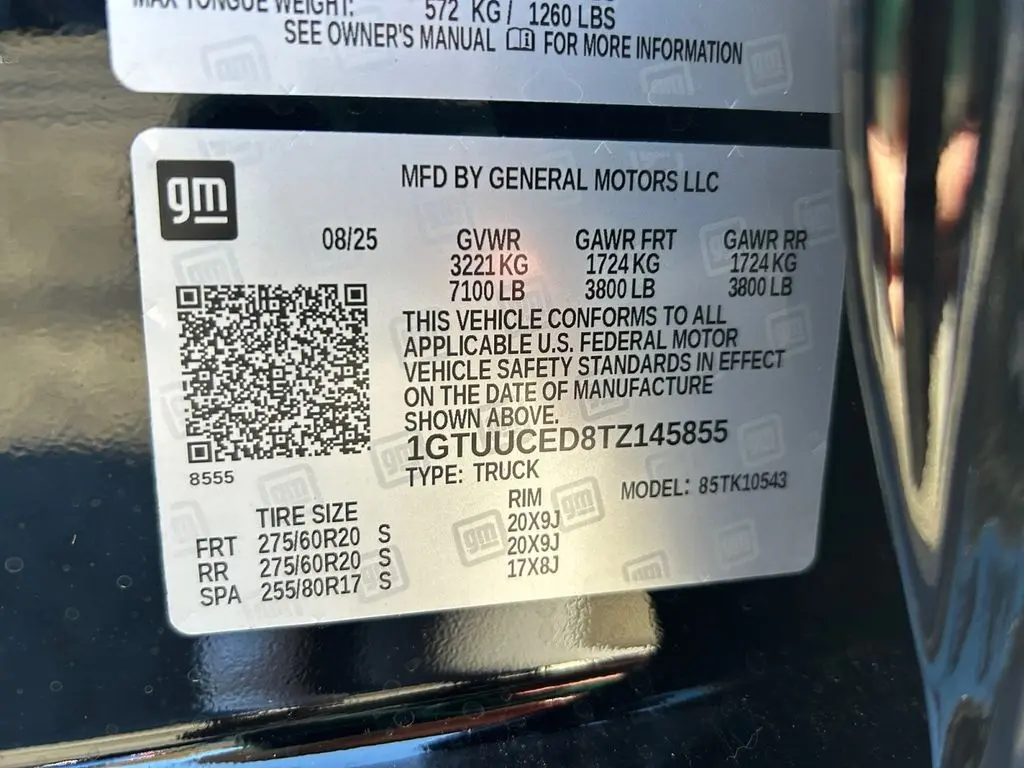 MAX TONGUE WEIGHT: 572 KG / 1260 LBS
SEE OWNER'S MANUAL FOR MORE INFORMATION
gm
MFD BY GENERAL MOTORS LLC
08/25 GVWR GAWR FRT GAWR RR
3221 KG 1724 KG 1724 KG
7100 LB 3800 LB 3800 LB
THIS VEHICLE CONFORMS TO ALL
APPLICABLE U.S. FEDERAL MOTOR
VEHICLE SAFETY STANDARDS IN EFFECT
ON THE DATE OF MANUFACTURE
SHOWN ABOVE.
1GTUUCED8TZ145855
8555
TYPE: TRUCK
MODEL: 85TK10543
TIRE SIZE RIM
FRT 275/60R20 S 20X9J
RR 275/60R20 S 20X9J
SPA 255/80R17 S 17X8J